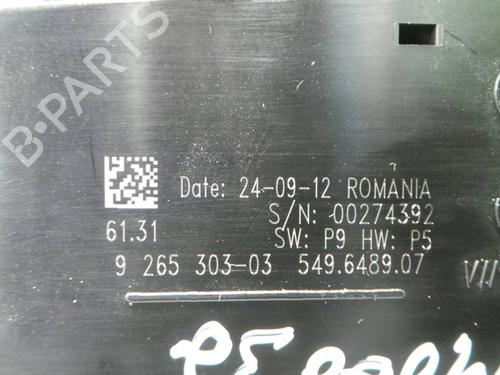 B-PARTS
Date: 24-09-12 ROMANIA
S/N: 00274392
61.31 SW: P9 HW: P5
9 265 303-03 549.6489.07